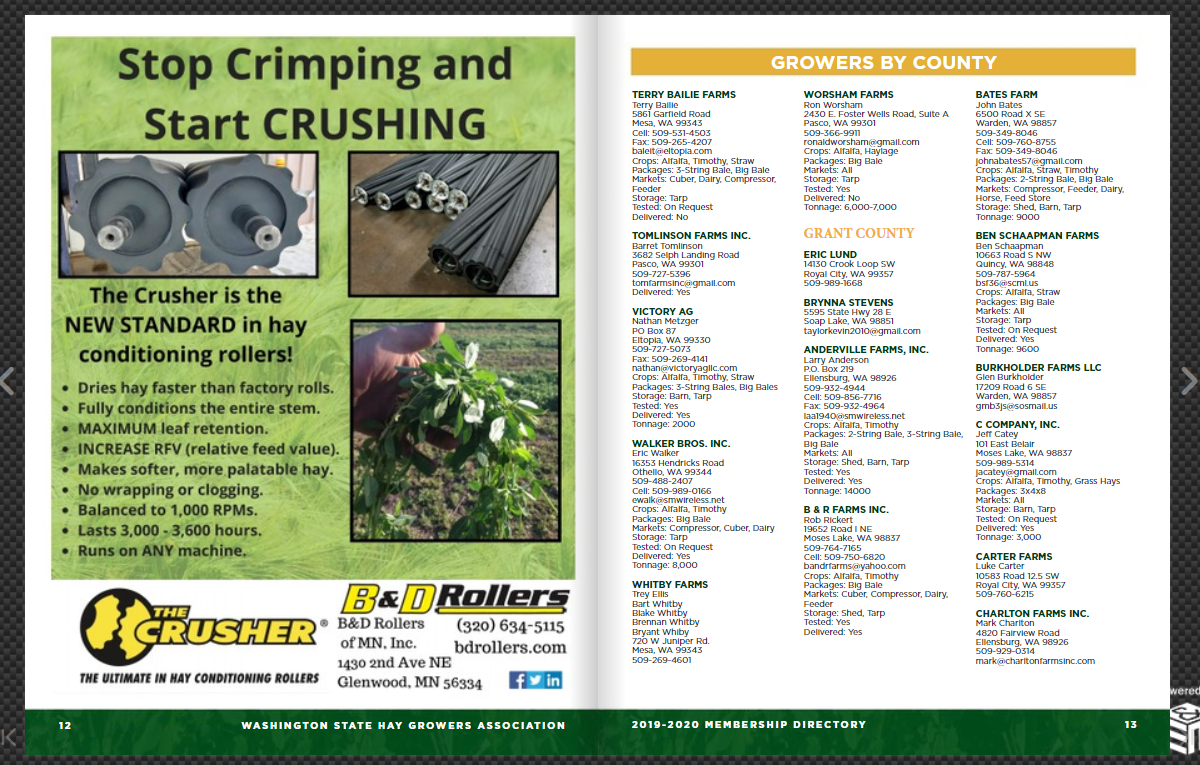 Stop Crimping and
Start CRUSHING
The Crusher is the
NEW STANDARD in hay
conditioning rollers!
• Dries hay faster than factory rolls.
• Fully conditions the entire stem.
• MAXIMUM leaf retention.
• INCREASE RFV (relative feed value).
• Makes softer, more palatable hay.
• No wrapping or clogging.
• Balanced to 1,000 RPMs.
• Lasts 3,000 - 3,600 hours.
• Runs on ANY machine.
THE
CRUSHER®
THE ULTIMATE IN HAY CONDITIONING ROLLERS
B&D Rollers
B&D Rollers
of MN, Inc.
1430 2nd Ave NE
Glenwood, MN 56334
(320) 634-5115
bdrollers.com
12
WASHINGTON STATE HAY GROWERS ASSOCIATION
GROWERS BY COUNTY
TERRY BAILIE FARMS
Terry Bailie
5861 Garfield Road
Mesa, WA 99343
Cell: 509-531-4503
Fax: 509-265-4207
baleit@eltopia.com
Crops: Alfalfa, Timothy, Straw
Packages: 3-String Bale, Big Bale
Markets: Cuber, Dairy, Compressor,
Feeder
Storage: Tarp
Tested: On Request
Delivered: No
TOMLINSON FARMS INC.
Barret Tomlinson
3682 Selph Landing Road
Pasco, WA 99301
509-727-5396
tomfarmsinc@gmail.com
Delivered: Yes
VICTORY AG
Nathan Metzger
PO Box 87
Eltopia, WA 99330
509-727-5073
Fax: 509-269-4141
nathan@victoryagllc.com
Crops: Alfalfa, Timothy, Straw
Packages: 3-String Bales, Big Bales
Storage: Barn, Tarp
Tested: Yes
Delivered: Yes
Tonnage: 2000
WALKER BROS. INC.
Eric Walker
16353 Hendricks Road
Othello, WA 99344
509-488-2407
Cell: 509-989-0166
ewalk@smwireless.net
Crops: Alfalfa, Timothy
Packages: Big Bale
Markets: Compressor, Cuber, Dairy
Storage: Tarp
Tested: On Request
Delivered: Yes
Tonnage: 8,000
WHITBY FARMS
Trey Ellis
Bart Whitby
Blake Whitby
Brennan Whitby
Bryant Whiby
720 W Juniper Rd.
Mesa, WA 99343
509-269-4601
WORSHAM FARMS
Ron Worsham
2430 E. Foster Wells Road, Suite A
Pasco, WA 99301
509-366-9911
ronaldworsham@gmail.com
Crops: Alfalfa, Haylage
Packages: Big Bale
Markets: All
Storage: Tarp
Tested: Yes
Delivered: No
Tonnage: 6,000-7,000
GRANT COUNTY
ERIC LUND
14130 Crook Loop SW
Royal City, WA 99357
509-989-1668
BRYNNA STEVENS
5595 State Hwy 28 E
Soap Lake, WA 98851
taylorkevin2010@gmail.com
ANDERVILLE FARMS, INC.
Larry Anderson
P.O. Box 219
Ellensburg, WA 98926
509-932-4944
Cell: 509-856-7716
Fax: 509-932-4964
laa1940@smwireless.net
Crops: Alfalfa, Timothy
Packages: 2-String Bale, 3-String Bale,
Big Bale
Markets: All
Storage: Shed, Barn, Tarp
Tested: Yes
Delivered: Yes
Tonnage: 14000
B & R FARMS INC.
Rob Rickert
19652 Road I NE
Moses Lake, WA 98837
509-764-7165
Cell: 509-750-6820
bandrfarms@yahoo.com
Crops: Alfalfa, Timothy
Packages: Big Bale
Markets: Cuber, Compressor, Dairy,
Feeder
Storage: Shed, Tarp
Tested: Yes
Delivered: Yes
BATES FARM
John Bates
6500 Road X SE
Warden, WA 98857
509-349-8046
Cell: 509-760-8755
Fax: 509-349-8046
johnabates57@gmail.com
Crops: Alfalfa, Straw, Timothy
Packages: 2-String Bale, Big Bale
Markets: Compressor, Feeder, Dairy,
Horse, Feed Store
Storage: Shed, Barn, Tarp
Tonnage: 9000
BEN SCHAAPMAN FARMS
Ben Schaapman
10663 Road S NW
Quincy, WA 98848
509-787-5964
bsf36@scml.us
Crops: Alfalfa, Straw
Packages: Big Bale
Markets: All
Storage: Tarp
Tested: On Request
Delivered: Yes
Tonnage: 9600
BURKHOLDER FARMS LLC
Glen Burkholder
17209 Road 6 SE
Warden, WA 98857
gmb3js@sosmail.us
C COMPANY, INC.
Jeff Catey
101 East Belair
Moses Lake, WA 98837
509-989-5314
jacatey@gmail.com
Crops: Alfalfa, Timothy, Grass Hays
Packages: 3x4x8
Markets: All
Storage: Barn, Tarp
Tested: On Request
Delivered: Yes
Tonnage: 3,000
CARTER FARMS
Luke Carter
10583 Road 12.5 SW
Royal City, WA 99357
509-760-6215
CHARLTON FARMS INC.
Mark Charlton
4820 Fairview Road
Ellensburg, WA 98926
509-929-0314
mark@charltonfarmsinc.com
2019-2020 MEMBERSHIP DIRECTORY
13
wered